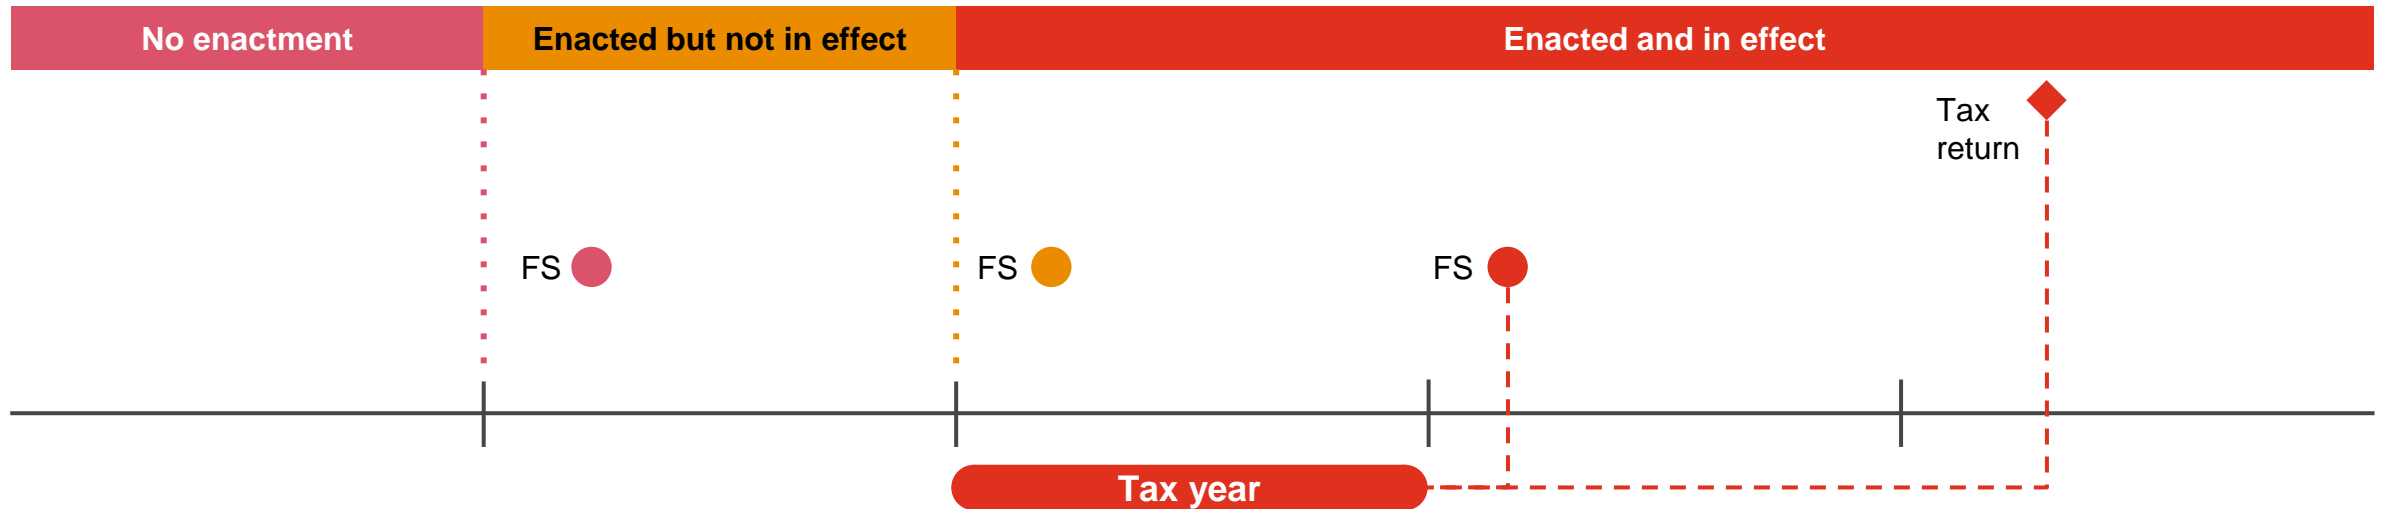 No enactment
Enacted but not in effect
Enacted and in effect
Tax
return
FS
FS
FS
Tax year